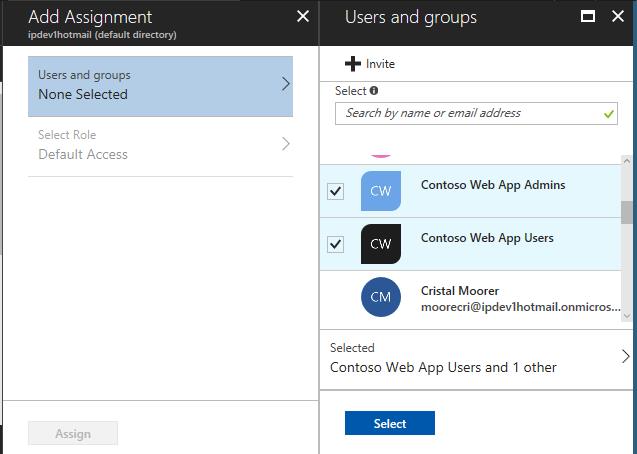 Add Assignment
ipdev1hotmail (default directory)
Users and groups
None Selected
Select Role
Default Access
Assign
Users and groups
Invite
Select
Search by name or email address
CW
Contoso Web App Admins
CW
Contoso Web App Users
CM
Cristal Moorer
moorecri@ipdev1hotmail.onmicros...
Selected
Contoso Web App Users and 1 other
Select